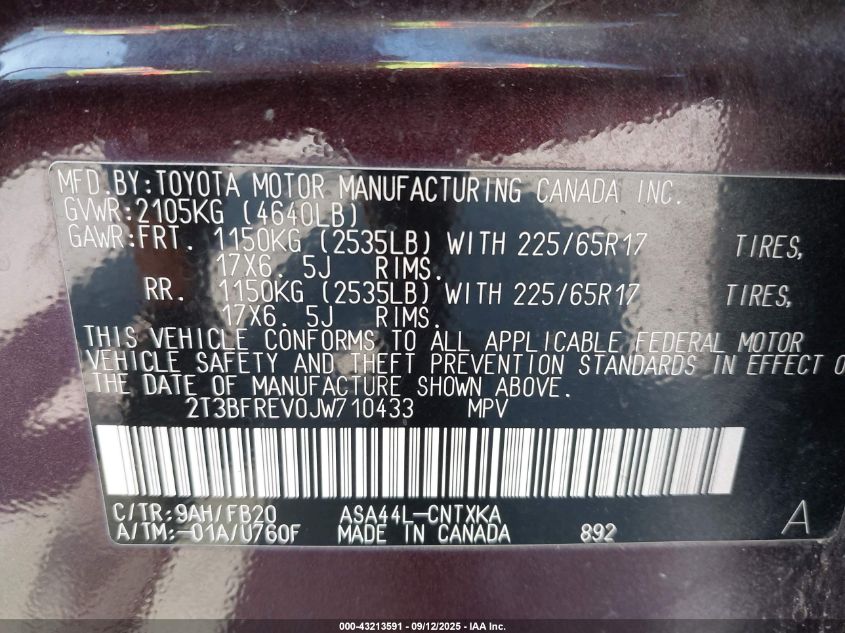 MFD.BY:TOYOTA MOTOR MANUFACTURING CANADA INC.
GVWR:2105KG (4640LB)
GAWR:FRT. 1150KG (2535LB) WITH 225/65R17 TIRES,
17X6. 5J RIMS.
RR. 1150KG (2535LB) WITH 225/65R17 TIRES,
17X6. 5J RIMS.
THIS VEHICLE CONFORMS TO ALL APPLICABLE FEDERAL MOTOR
VEHICLE SAFETY AND THEFT PREVENTION STANDARDS IN EFFECT O
THE DATE OF MANUFACTURE SHOWN ABOVE.
2T3BFREV0JW710433 MPV
C/TR:9AH/FB20 ASA44L-CNTXKA
A/TM:-01A/U760F MADE IN CANADA 892 A
000-43213591 - 09/12/2025 - IAA Inc.